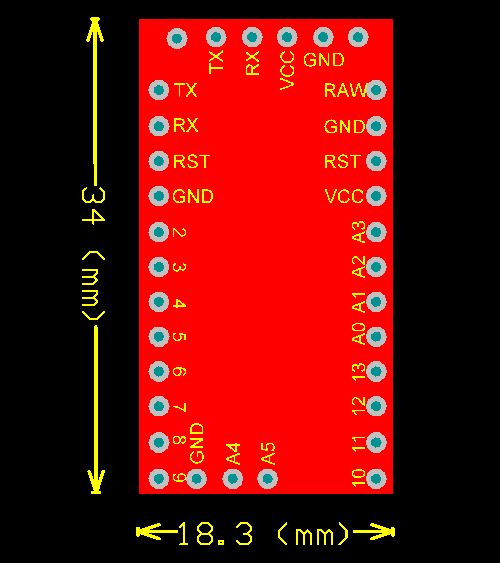 TX RX VCC GND
TX RAW
RX GND
RST RST
GND VCC
2 A3
3 A2
4 A1
5 A0
6 13
7 12
8 11
9 10
GND A4 A5
34 (mm)
18.3 (mm)